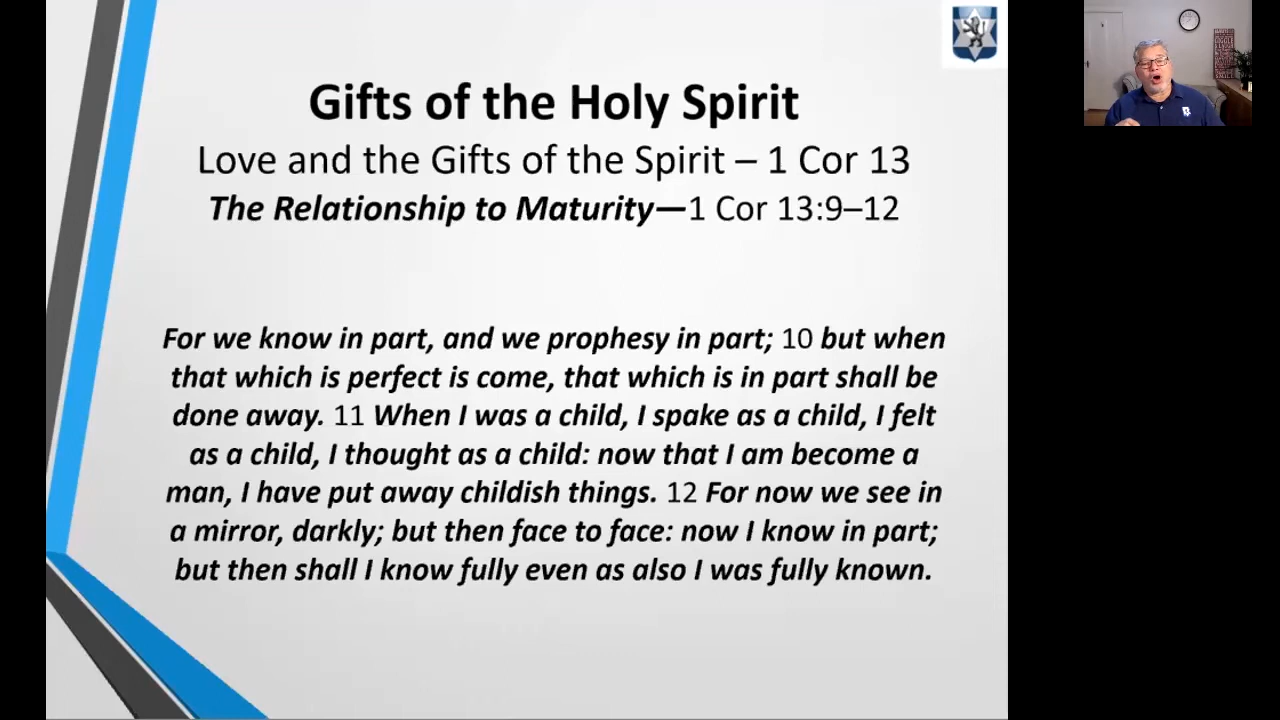 Gifts of the Holy Spirit
Love and the Gifts of the Spirit – 1 Cor 13
The Relationship to Maturity—1 Cor 13:9–12
For we know in part, and we prophesy in part; 10 but when
that which is perfect is come, that which is in part shall be
done away. 11 When I was a child, I spake as a child, I felt
as a child, I thought as a child: now that I am become a
man, I have put away childish things. 12 For now we see in
a mirror, darkly; but then face to face: now I know in part;
but then shall I know fully even as also I was fully known.